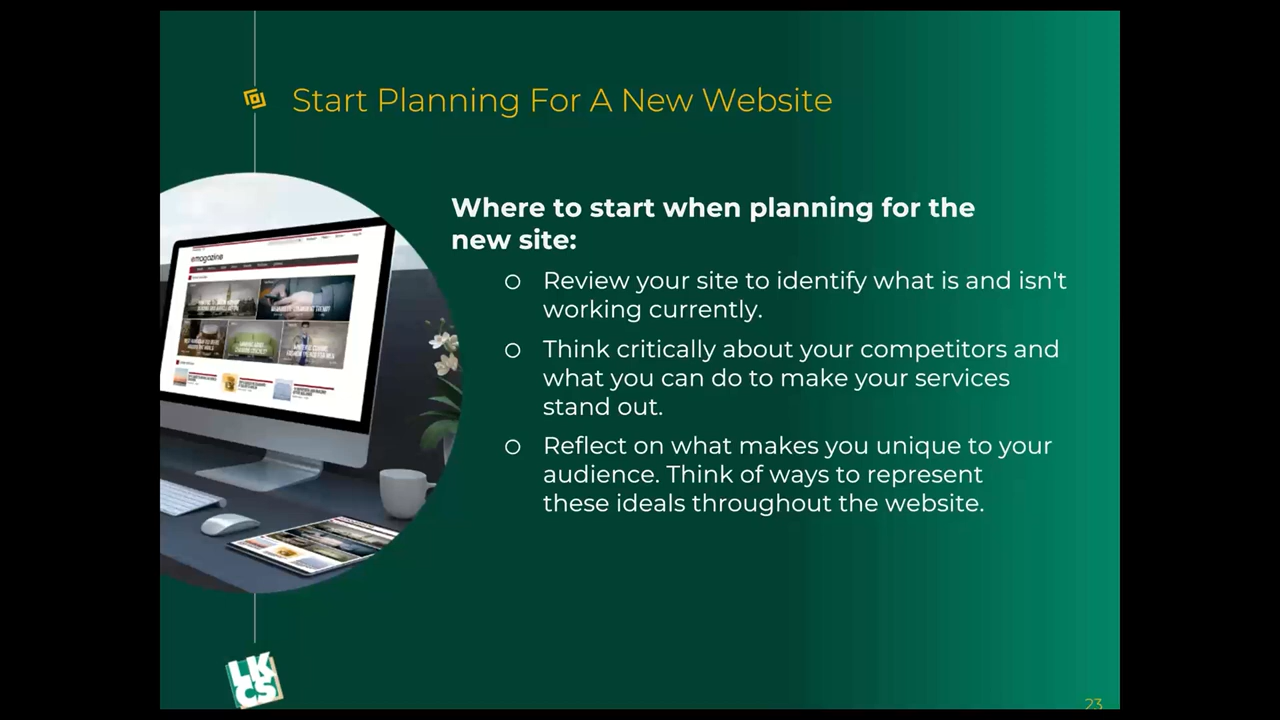 Start Planning For A New Website
Where to start when planning for the
new site:
Review your site to identify what is and isn't
working currently.
Think critically about your competitors and
what you can do to make your services
stand out.
Reflect on what makes you unique to your
audience. Think of ways to represent
these ideals throughout the website.
emagazine
LK
CS
23